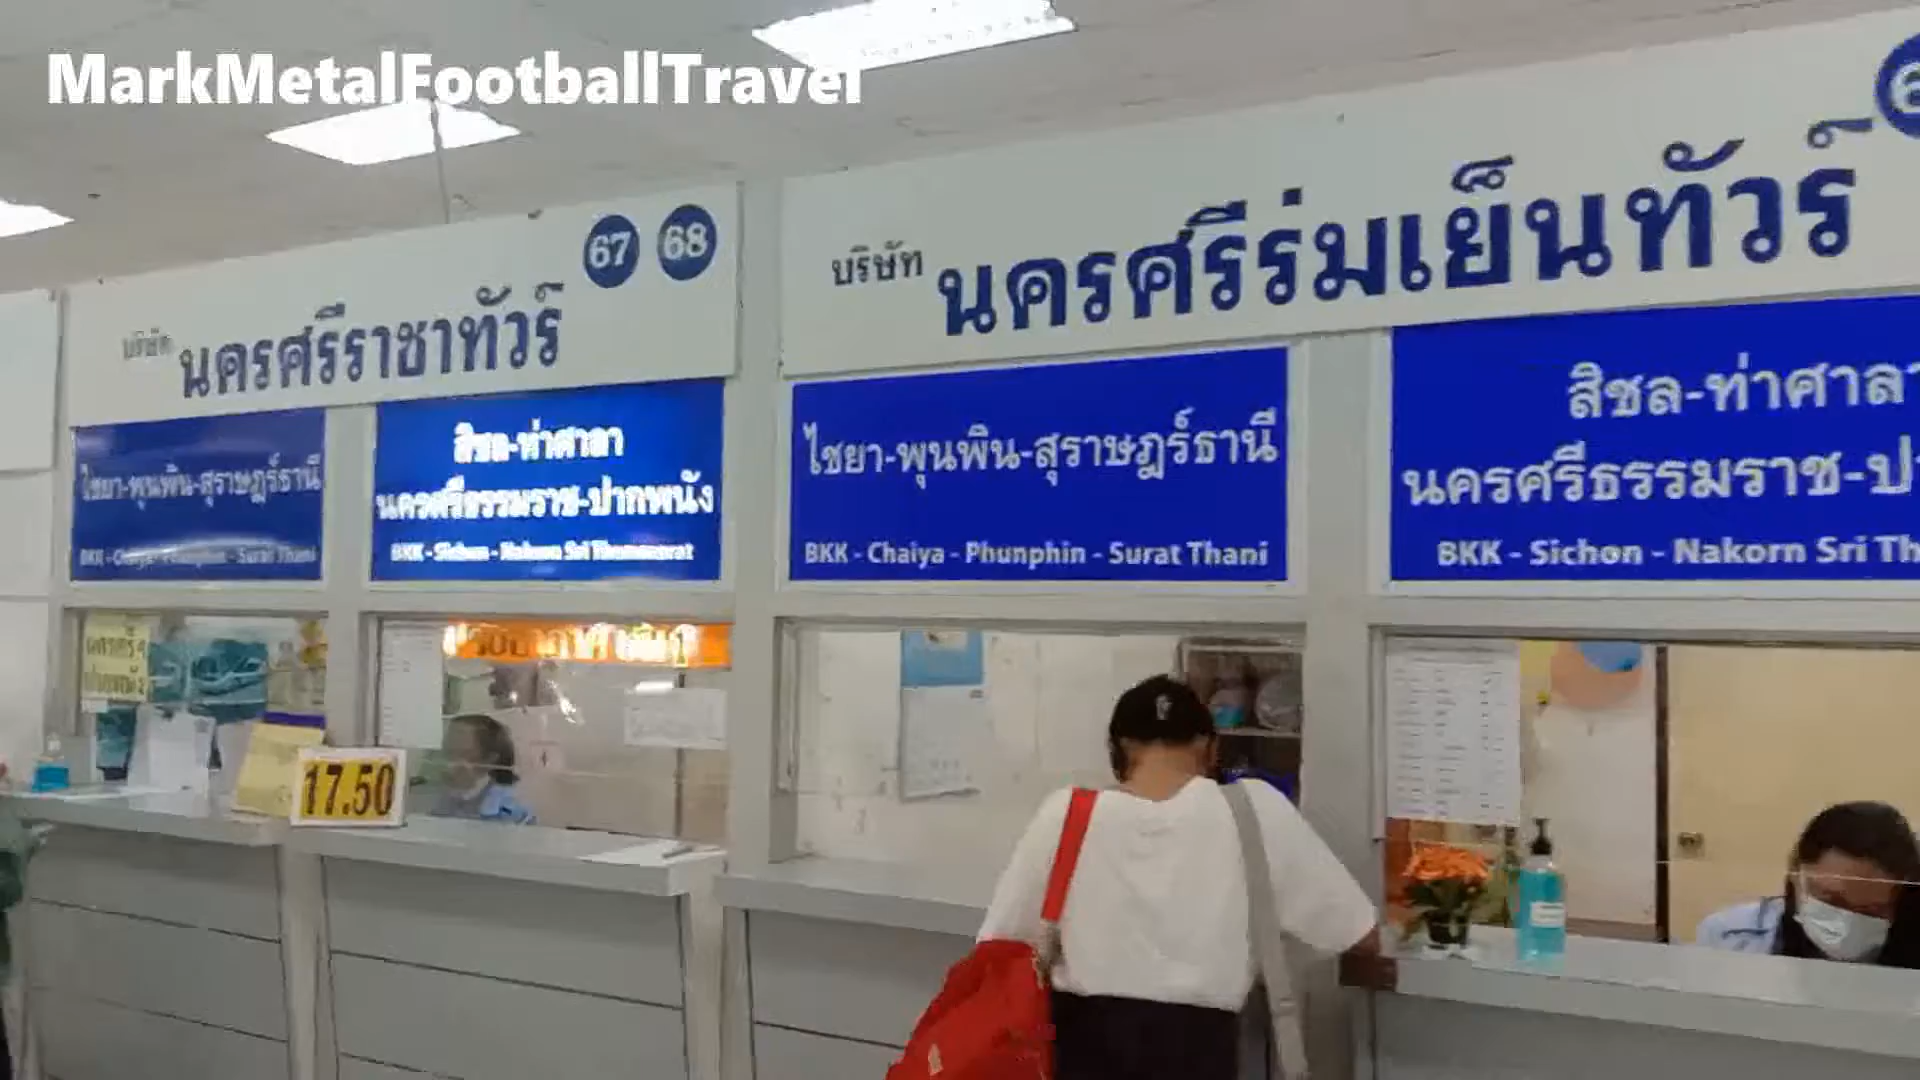 MarkMetalFootballTravel
67 68
บริษัท นครศรีราชาทัวร์
บริษัท นครศรีร่มเย็นทัวร์
ไชยา-พุนพิน-สุราษฎร์ธานี
BKK - Chaiya - Phunphin - Surat Thani
สิชล-ท่าศาลา
นครศรีธรรมราช-ปากพนัง
BKK - Sichon - Nakorn Sri Thammarat
ไชยา-พุนพิน-สุราษฎร์ธานี
BKK - Chaiya - Phunphin - Surat Thani
สิชล-ท่าศาลา
นครศรีธรรมราช-ป
BKK - Sichon - Nakorn Sri Th
17.50